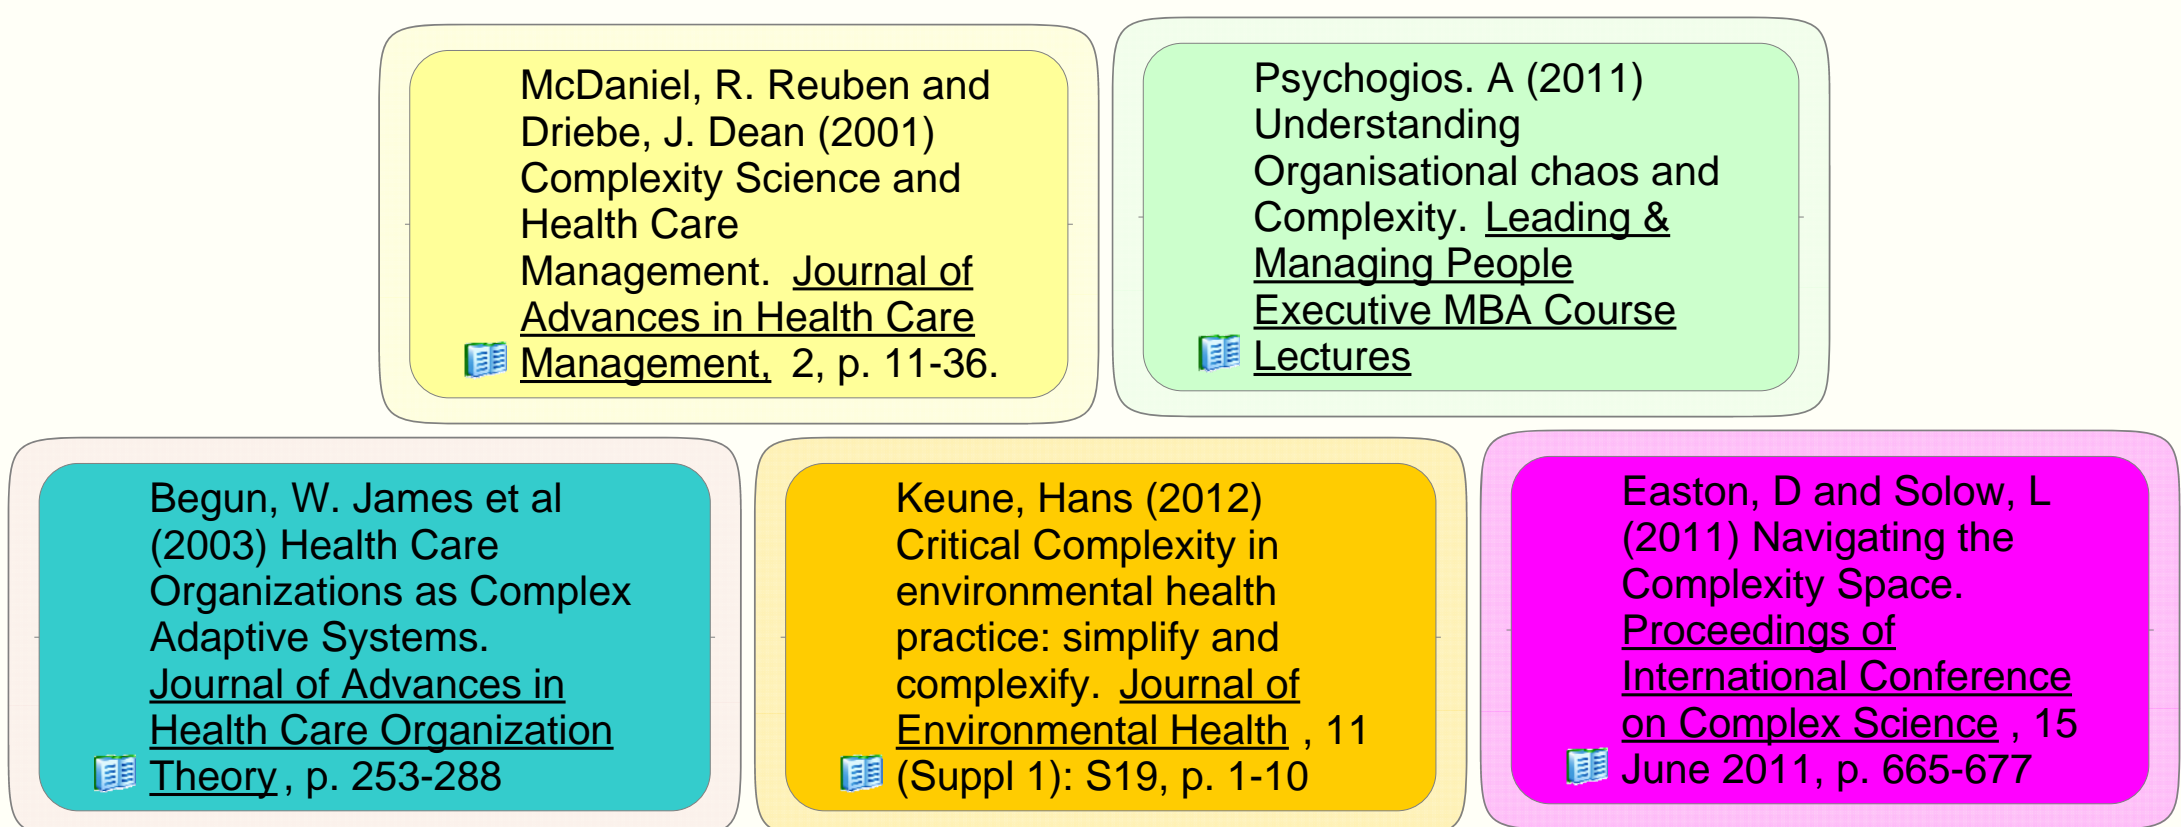 McDaniel, R. Reuben and
Driebe, J. Dean (2001)
Complexity Science and
Health Care
Management. Journal of
Advances in Health Care
Management, 2, p. 11-36.
Psychogios. A (2011)
Understanding
Organisational chaos and
Complexity. Leading &
Managing People
Executive MBA Course
Lectures
Begun, W. James et al
(2003) Health Care
Organizations as Complex
Adaptive Systems.
Journal of Advances in
Health Care Organization
Theory, p. 253-288
Keune, Hans (2012)
Critical Complexity in
environmental health
practice: simplify and
complexify. Journal of
Environmental Health , 11
(Suppl 1): S19, p. 1-10
Easton, D and Solow, L
(2011) Navigating the
Complexity Space.
Proceedings of
International Conference
on Complex Science , 15
June 2011, p. 665-677